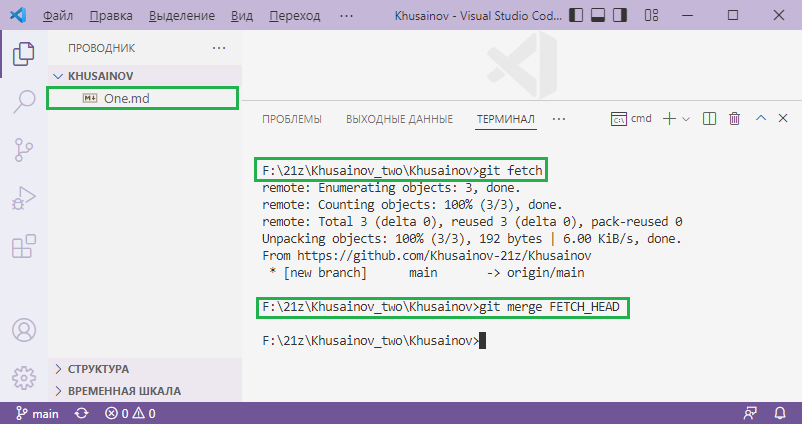 Файл Правка Выделение Вид Переход ... Khusainov - Visual Studio Cod...
ПРОВОДНИК ...
KHUSAINOV
One.md
ПРОБЛЕМЫ ВЫХОДНЫЕ ДАННЫЕ ТЕРМИНАЛ ... cmd
F:\21z\Khusainov_two\Khusainov>git fetch
remote: Enumerating objects: 3, done.
remote: Counting objects: 100% (3/3), done.
remote: Total 3 (delta 0), reused 3 (delta 0), pack-reused 0
Unpacking objects: 100% (3/3), 192 bytes | 6.00 KiB/s, done.
From https://github.com/Khusainov-21z/Khusainov
 * [new branch]      main       -> origin/main
F:\21z\Khusainov_two\Khusainov>git merge FETCH_HEAD
F:\21z\Khusainov_two\Khusainov>
СТРУКТУРА
ВРЕМЕННАЯ ШКАЛА
main 0 0